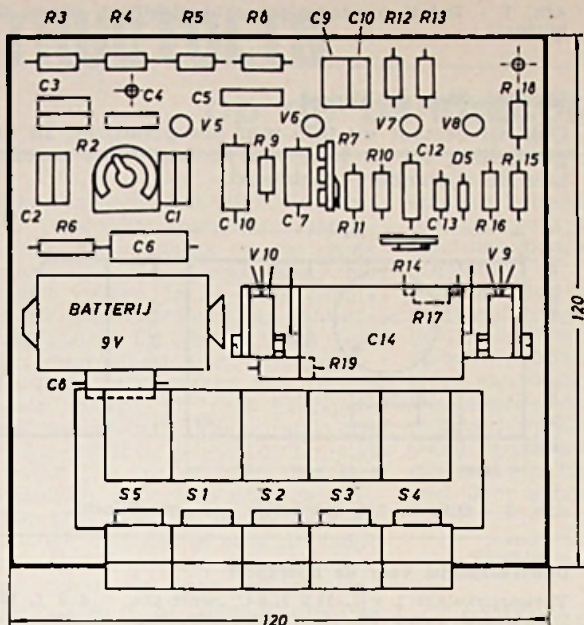 R3 R4 R5 R8 C9 C10 R12 R13
C3 C4 C5 R18
V5 V6 V7 V8
R2 R9 R7 R10 C12 D5 R15
C2 C1 C10 C7 R11 C13 R16
R6 C6
BATTERIJ
9V
V10 R14 V9
R17
C14
C8 R19
120
S5 S1 S2 S3 S4
120